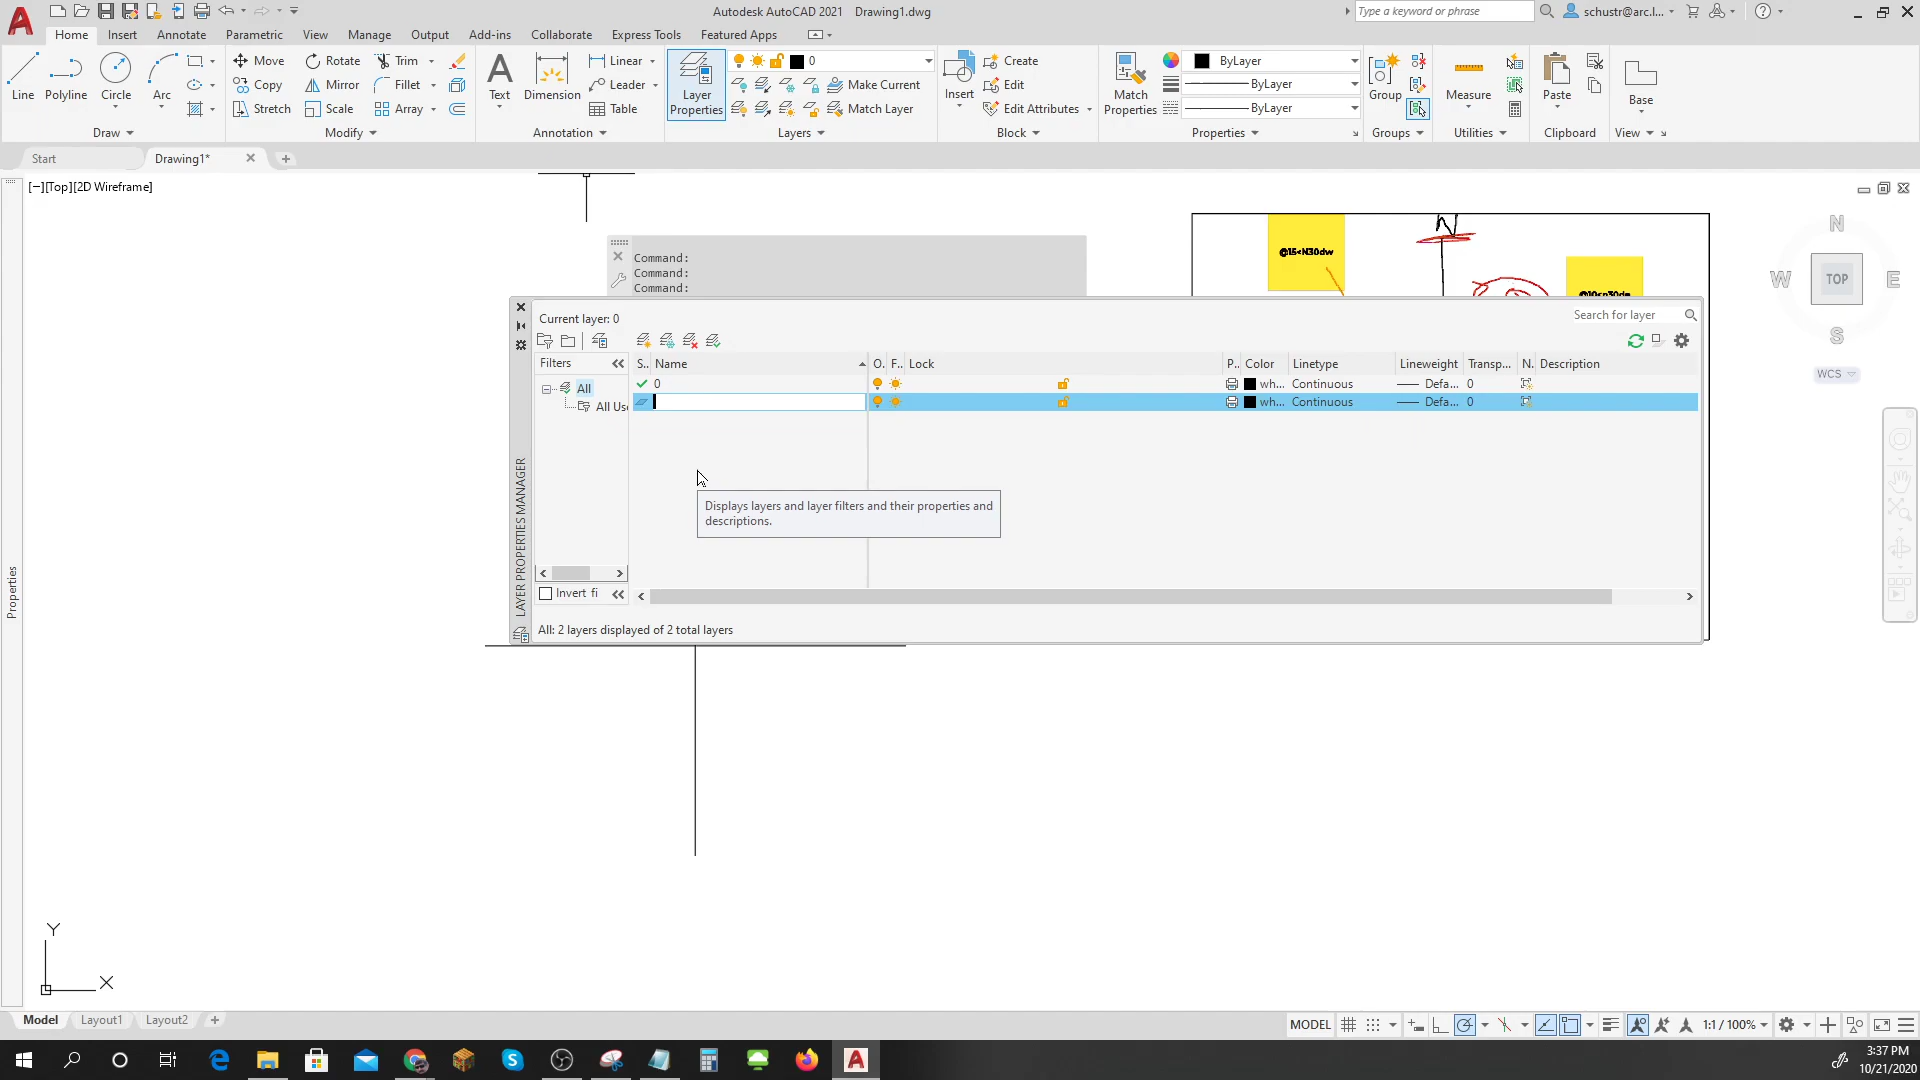 Autodesk AutoCAD 2021 Drawing1.dwg
Type a keyword or phrase
schustr@arc.l...
Home Insert Annotate Parametric View Manage Output Add-ins Collaborate Express Tools Featured Apps
Line Polyline Circle Arc
Draw
Move Rotate Trim
Copy Mirror Fillet
Stretch Scale Array
Modify
Text Dimension
Linear
Leader
Table
Annotation
Layer Properties
0
Make Current
Match Layer
Layers
Insert
Create
Edit
Edit Attributes
Block
Match Properties
ByLayer
ByLayer
ByLayer
Properties
Group
Groups
Measure
Utilities
Paste
Clipboard
Base
View
Start Drawing1*
[−][Top][2D Wireframe]
Command:
Command:
Command:
@15<N30dw
N
N
W TOP E
S
WCS
Current layer: 0
Search for layer
Filters
All
All Use
S.. Name O. F.. Lock P.. Color Linetype Lineweight Transp... N. Description
0 wh... Continuous Defa... 0
wh... Continuous Defa... 0
Displays layers and layer filters and their properties and
descriptions.
Invert fi
All: 2 layers displayed of 2 total layers
LAYER PROPERTIES MANAGER
Properties
Y
X
Model Layout1 Layout2
MODEL 1:1 / 100%
3:37 PM
10/21/2020